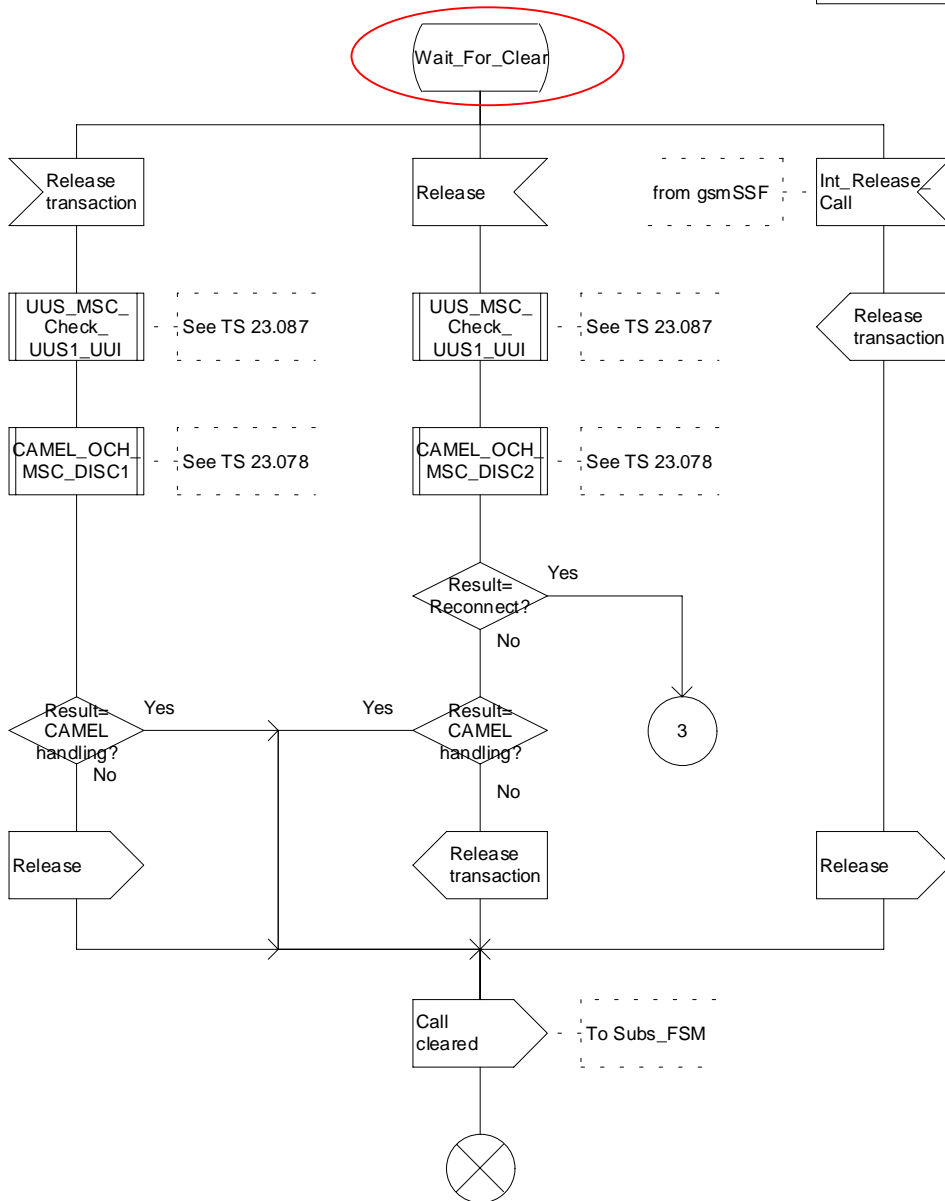 Wait_For_Clear
Release
transaction
Release
from gsmSSF
Int_Release_
Call
UUS_MSC_
Check_
UUS1_UUI
See TS 23.087
UUS_MSC_
Check_
UUS1_UUI
See TS 23.087
Release
transaction
CAMEL_OCH_
MSC_DISC1
See TS 23.078
CAMEL_OCH_
MSC_DISC2
See TS 23.078
Result=
Reconnect?
Yes
No
Result=
CAMEL
handling?
Yes
No
Yes
Result=
CAMEL
handling?
No
3
Release
Release
transaction
Release
Call
cleared
To Subs_FSM